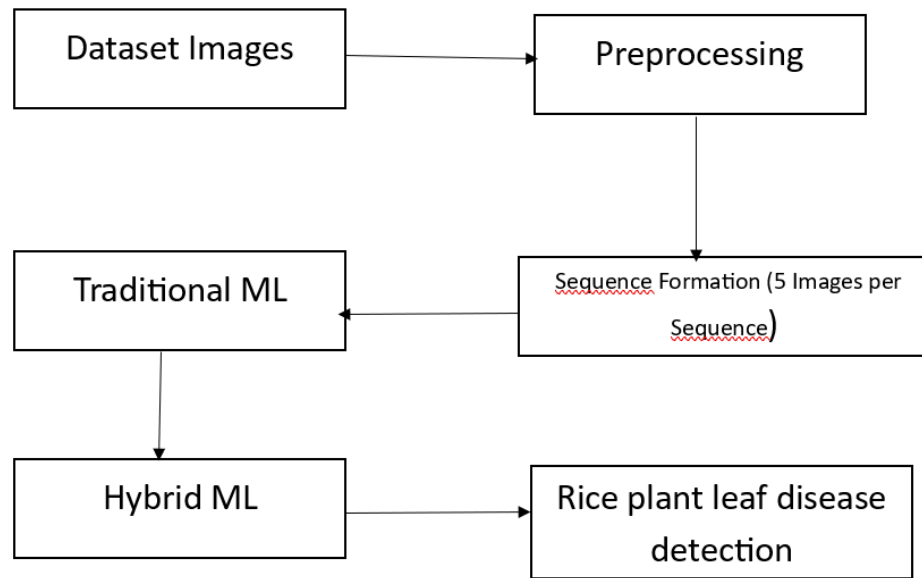 Dataset Images
Preprocessing
Sequence Formation (5 Images per
Sequence)
Traditional ML
Hybrid ML
Rice plant leaf disease
detection